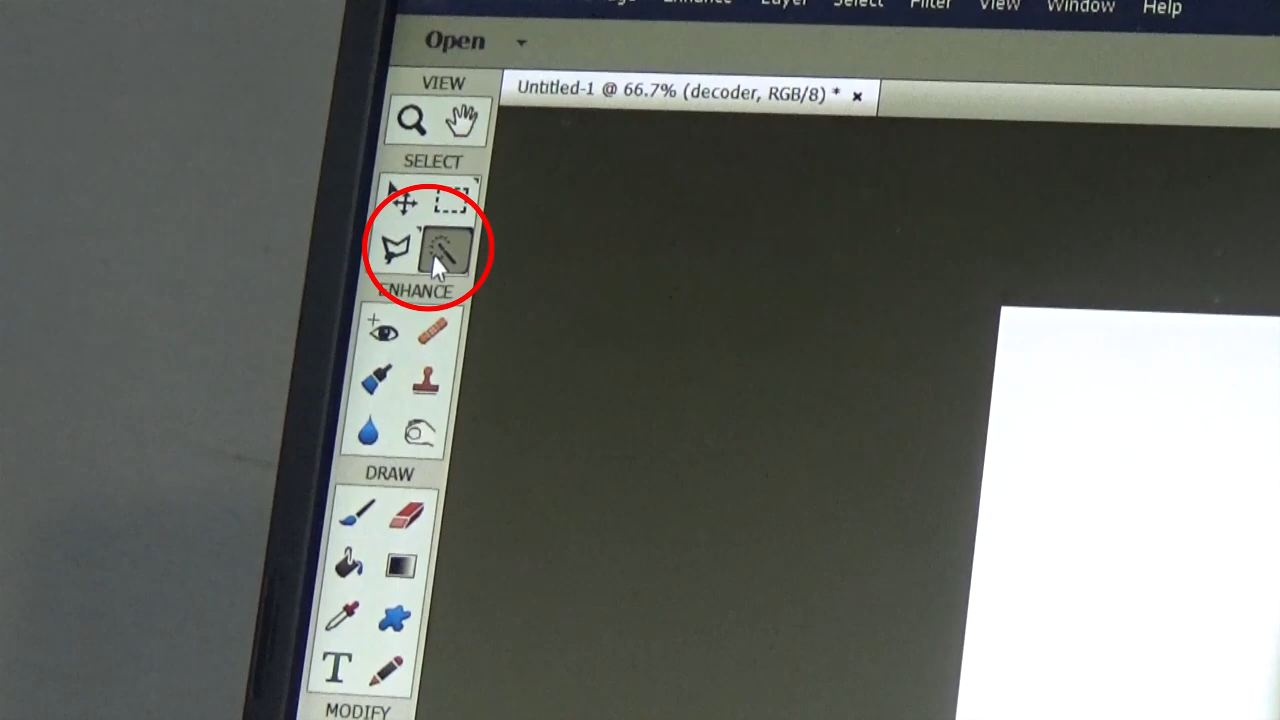 Enhance Layer Select Filter View Window Help
Open
VIEW
Untitled-1 @ 66.7% (decoder, RGB/8) * ×
SELECT
ENHANCE
DRAW
T
MODIFY